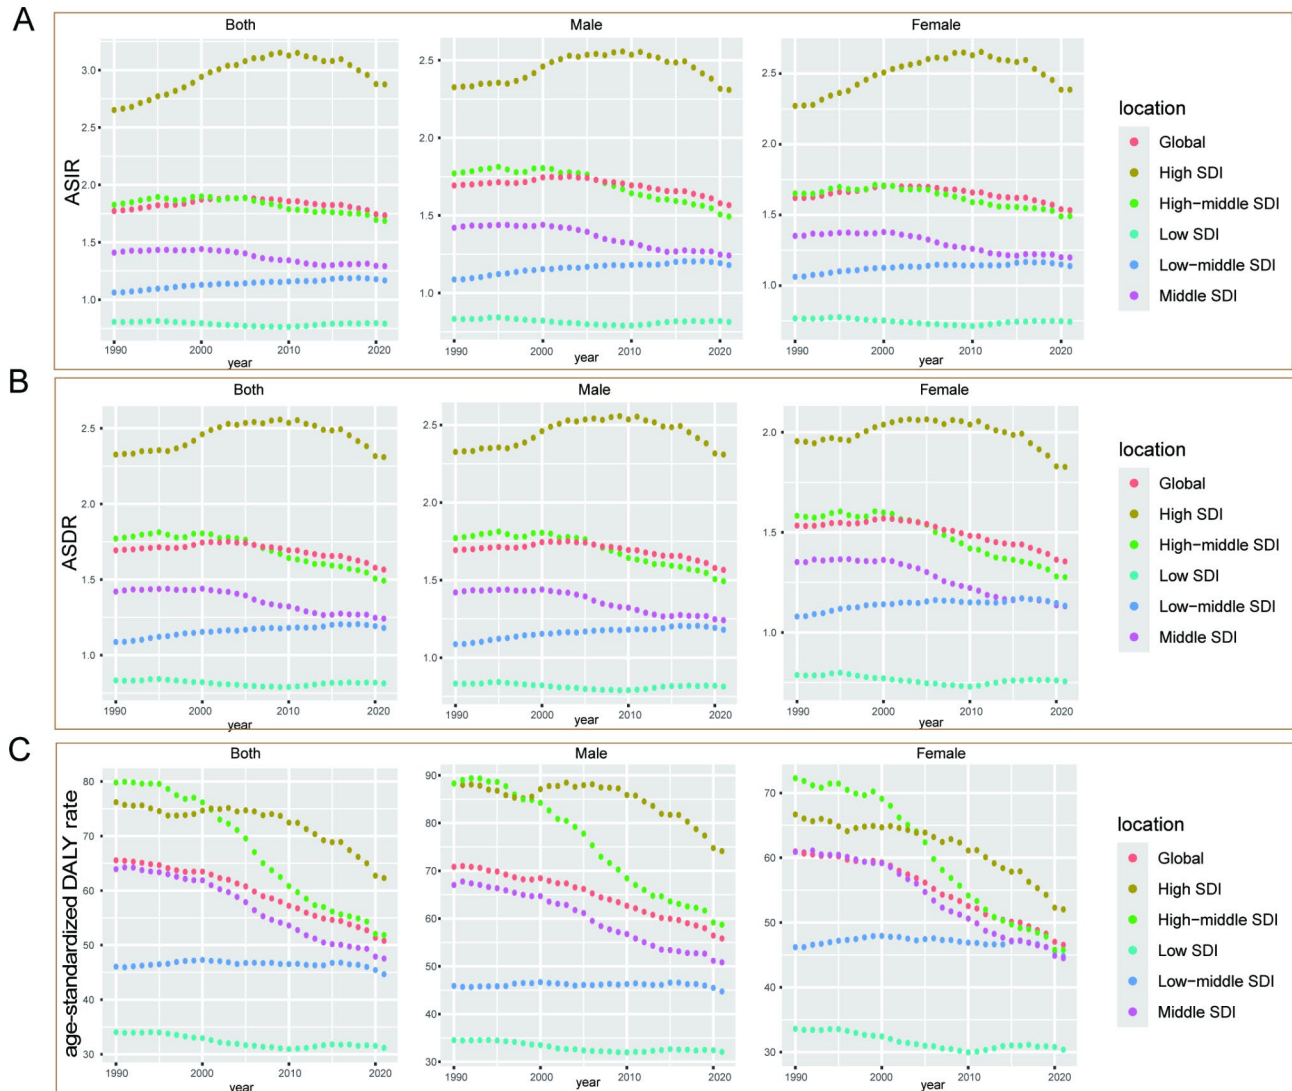 A
Both
Male
Female
ASIR
3.0
2.5
2.0
1.5
1.0
2.5
2.0
1.5
1.0
2.5
2.0
1.5
1.0
1990
2000
2010
2020
1990
2000
2010
2020
1990
2000
2010
2020
year
year
year
location
Global
High SDI
High-middle SDI
Low SDI
Low-middle SDI
Middle SDI
B
Both
Male
Female
ASDR
2.5
2.0
1.5
1.0
2.5
2.0
1.5
1.0
2.0
1.5
1.0
1990
2000
2010
2020
1990
2000
2010
2020
1990
2000
2010
2020
year
year
year
location
Global
High SDI
High-middle SDI
Low SDI
Low-middle SDI
Middle SDI
C
Both
Male
Female
age-standardized DALY rate
80
70
60
50
40
30
90
80
70
60
50
40
30
70
60
50
40
30
1990
2000
2010
2020
1990
2000
2010
2020
1990
2000
2010
2020
year
year
year
location
Global
High SDI
High-middle SDI
Low SDI
Low-middle SDI
Middle SDI